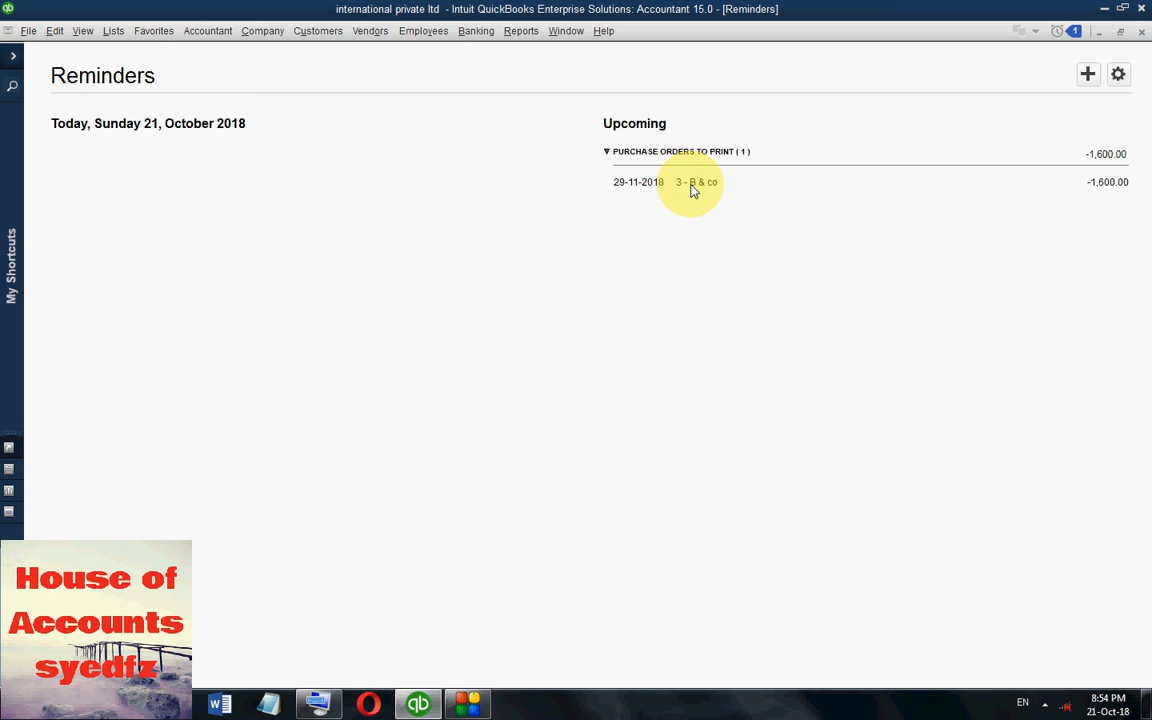 international private ltd - Intuit QuickBooks Enterprise Solutions: Accountant 15.0 - [Reminders]
File Edit View Lists Favorites Accountant Company Customers Vendors Employees Banking Reports Window Help
1
Reminders
Today, Sunday 21, October 2018
Upcoming
PURCHASE ORDERS TO PRINT ( 1 ) -1,600.00
29-11-2018 3 - B & co -1,600.00
My Shortcuts
House of
Accounts
syedfz
EN
8:54 PM
21-Oct-18